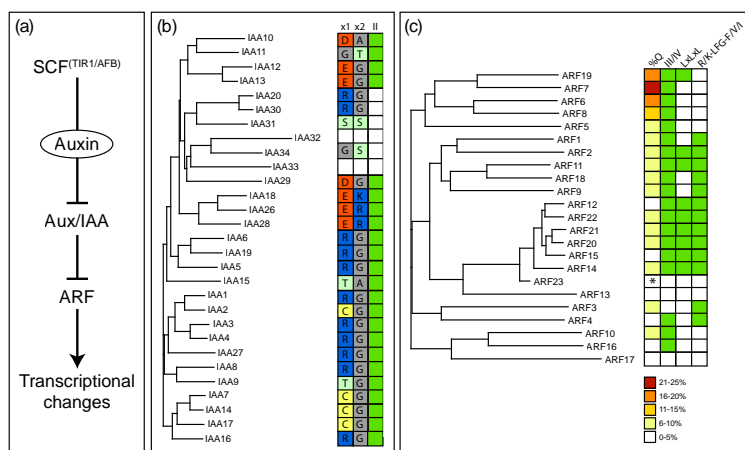 (a)
SCF(TIR1/AFB)
Auxin
Aux/IAA
ARF
Transcriptional
changes
(b)
x1 x2 II
IAA10 D A
IAA11 G T
IAA12 E G
IAA13 E G
IAA20 R G
IAA30 R G
IAA31 S S
IAA32
IAA34 G S
IAA33
IAA29 D G
IAA18 E K
IAA26 E R
IAA28 E R
IAA6 R G
IAA19 R G
IAA5 R G
IAA15 T A
IAA1 R G
IAA2 C G
IAA3 R G
IAA4 R G
IAA27 R G
IAA8 R G
IAA9 T G
IAA7 C G
IAA14 C G
IAA17 C G
IAA16 R G
(c)
%Q III/IV LxLxL R/K-LFG-F/V/I
ARF19
ARF7
ARF6
ARF8
ARF5
ARF1
ARF2
ARF11
ARF18
ARF9
ARF12
ARF22
ARF21
ARF20
ARF15
ARF14
ARF23 *
ARF13
ARF3
ARF4
ARF10
ARF16
ARF17
21-25%
16-20%
11-15%
6-10%
0-5%